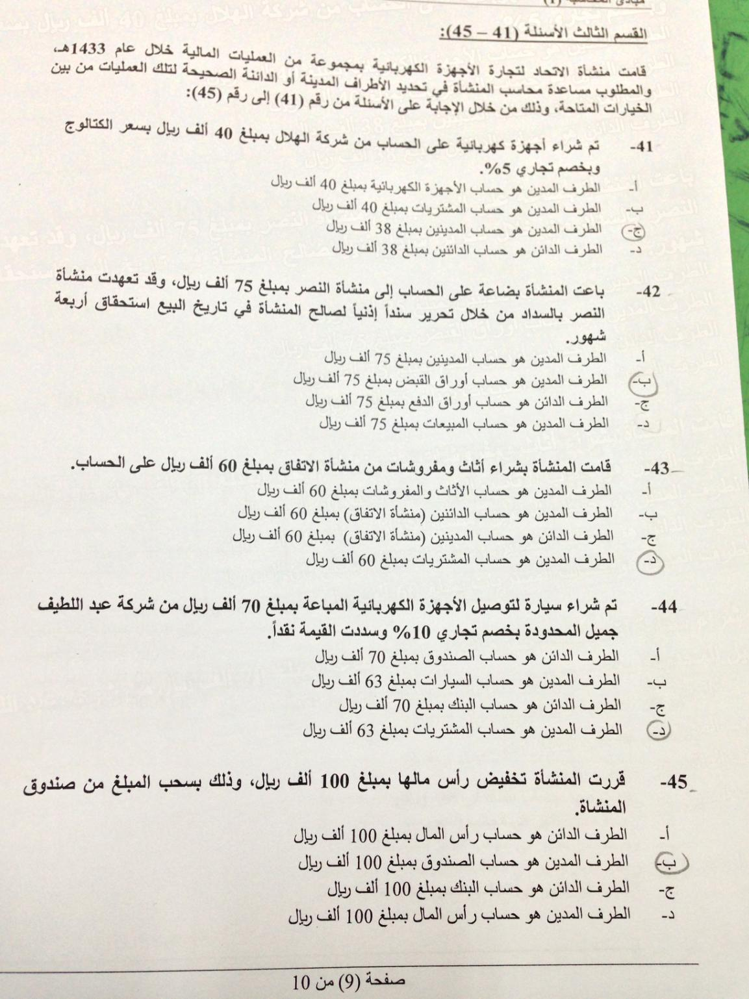 مبادئ المحاسبة (1)
القسم الثالث الأسئلة (41 – 45):
قامت منشأة الاتحاد لتجارة الأجهزة الكهربائية بمجموعة من العمليات المالية خلال عام 1433هـ،
والمطلوب مساعدة محاسب المنشأة في تحديد الأطراف المدينة أو الدائنة الصحيحة لتلك العمليات من بين
الخيارات المتاحة، وذلك من خلال الإجابة على الأسئلة من رقم (41) إلى رقم (45):
41- تم شراء أجهزة كهربائية على الحساب من شركة الهلال بمبلغ 40 ألف ريال بسعر الكتالوج
وبخصم تجاري 5%.
أ- الطرف المدين هو حساب الأجهزة الكهربائية بمبلغ 40 ألف ريال
ب- الطرف المدين هو حساب المشتريات بمبلغ 40 ألف ريال
ج- الطرف المدين هو حساب المدينين بمبلغ 38 ألف ريال
د- الطرف الدائن هو حساب الدائنين بمبلغ 38 ألف ريال
42- باعت المنشأة بضاعة على الحساب إلى منشأة النصر بمبلغ 75 ألف ريال، وقد تعهدت منشأة
النصر بالسداد من خلال تحرير سنداً إذنياً لصالح المنشأة في تاريخ البيع استحقاق أربعة
شهور.
أ- الطرف المدين هو حساب المدينين بمبلغ 75 ألف ريال
ب- الطرف المدين هو حساب أوراق القبض بمبلغ 75 ألف ريال
ج- الطرف الدائن هو حساب أوراق الدفع بمبلغ 75 ألف ريال
د- الطرف المدين هو حساب المبيعات بمبلغ 75 ألف ريال
43- قامت المنشأة بشراء أثاث ومفروشات من منشأة الاتفاق بمبلغ 60 ألف ريال على الحساب.
أ- الطرف المدين هو حساب الأثاث والمفروشات بمبلغ 60 ألف ريال
ب- الطرف المدين هو حساب الدائنين (منشأة الاتفاق) بمبلغ 60 ألف ريال
ج- الطرف الدائن هو حساب المدينين (منشأة الاتفاق) بمبلغ 60 ألف ريال
د- الطرف المدين هو حساب المشتريات بمبلغ 60 ألف ريال
44- تم شراء سيارة لتوصيل الأجهزة الكهربائية المباعة بمبلغ 70 ألف ريال من شركة عبد اللطيف
جميل المحدودة بخصم تجاري 10% وسددت القيمة نقداً.
أ- الطرف الدائن هو حساب الصندوق بمبلغ 70 ألف ريال
ب- الطرف المدين هو حساب السيارات بمبلغ 63 ألف ريال
ج- الطرف الدائن هو حساب البنك بمبلغ 70 ألف ريال
د- الطرف المدين هو حساب المشتريات بمبلغ 63 ألف ريال
45- قررت المنشأة تخفيض رأس مالها بمبلغ 100 ألف ريال، وذلك بسحب المبلغ من صندوق
المنشاة.
أ- الطرف الدائن هو حساب رأس المال بمبلغ 100 ألف ريال
ب- الطرف المدين هو حساب الصندوق بمبلغ 100 ألف ريال
ج- الطرف الدائن هو حساب البنك بمبلغ 100 ألف ريال
د- الطرف المدين هو حساب رأس المال بمبلغ 100 ألف ريال
صفحة (9) من 10